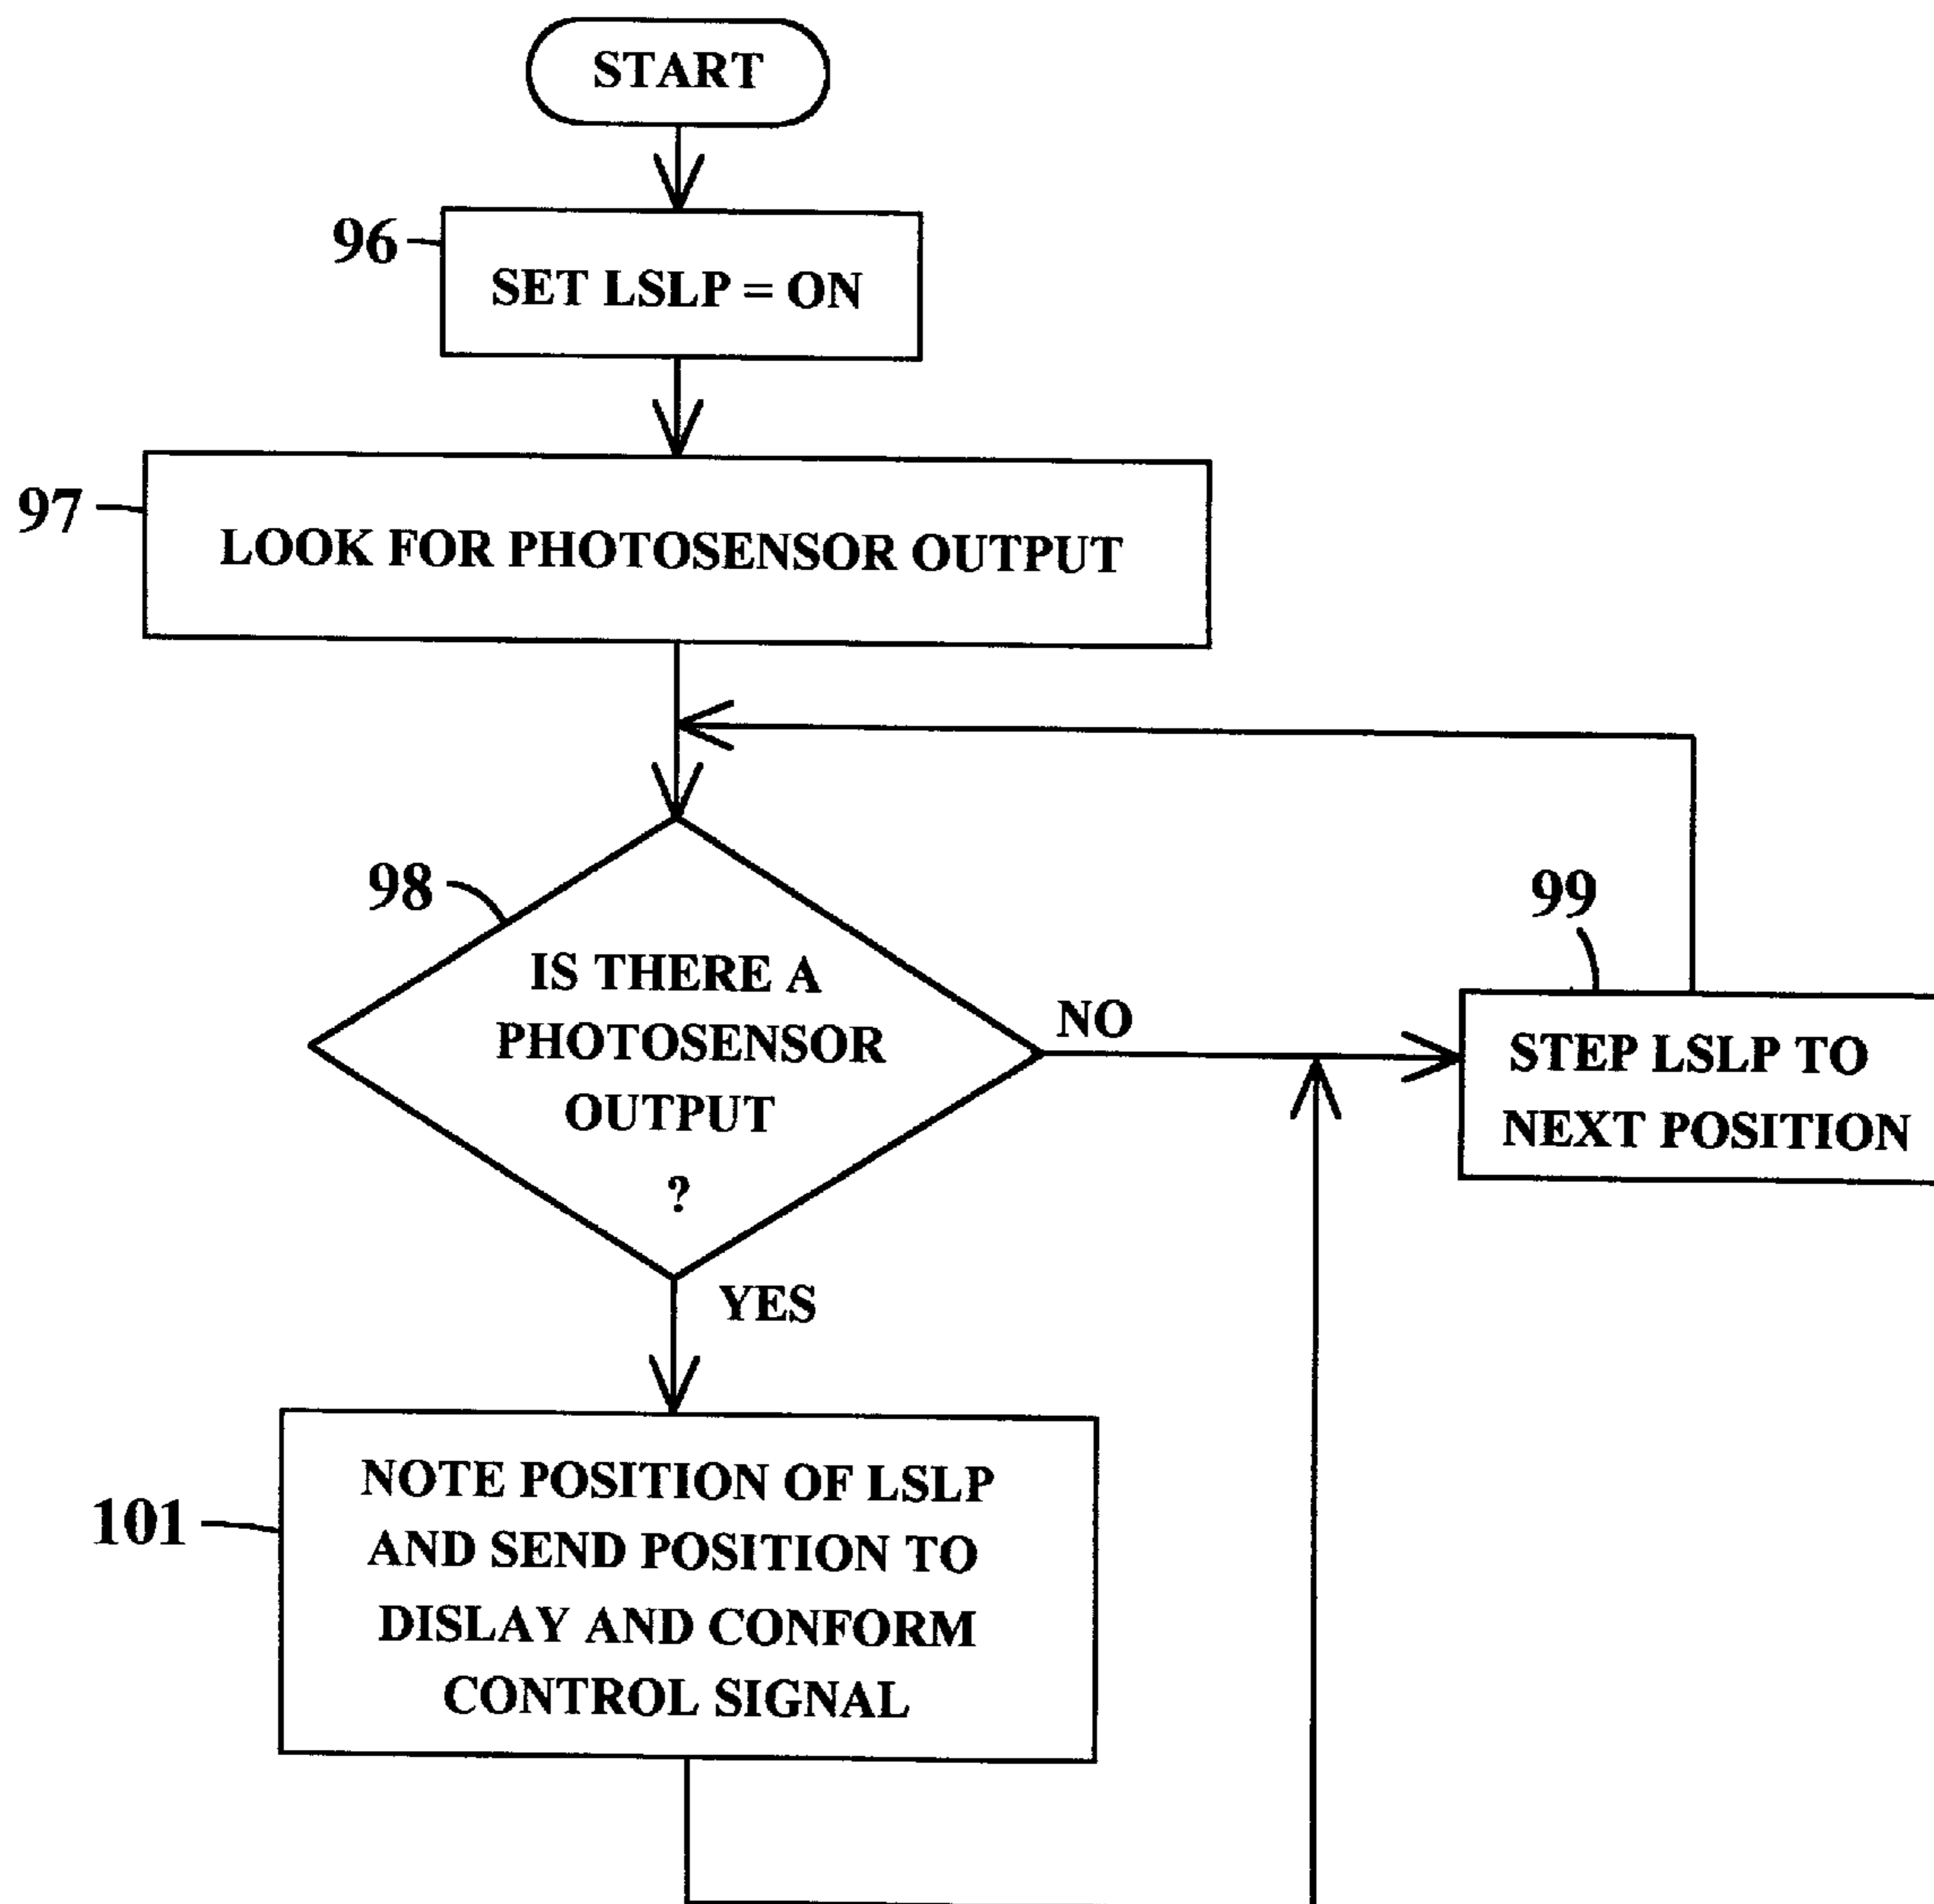 START
96
SET LSLP = ON
97
LOOK FOR PHOTOSENSOR OUTPUT
98
IS THERE A
PHOTOSENSOR
OUTPUT
?
NO
99
STEP LSLP TO
NEXT POSITION
YES
101
NOTE POSITION OF LSLP
AND SEND POSITION TO
DISLAY AND CONFORM
CONTROL SIGNAL